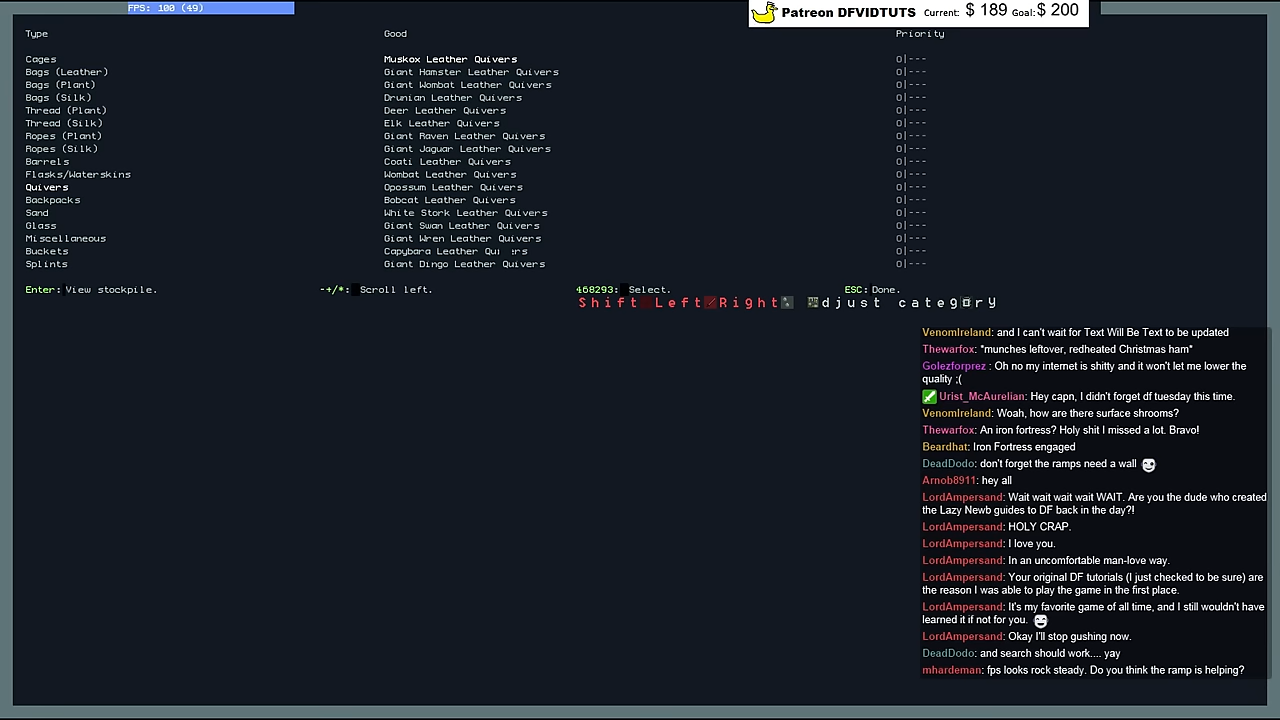 FPS: 100 (49)
Patreon DFVIDTUTS Current: $ 189 Goal:$ 200
Type Good Priority
Cages Muskox Leather Quivers 0|---
Bags (Leather) Giant Hamster Leather Quivers 0|---
Bags (Plant) Giant Wombat Leather Quivers 0|---
Bags (Silk) Drunian Leather Quivers 0|---
Thread (Plant) Deer Leather Quivers 0|---
Thread (Silk) Elk Leather Quivers 0|---
Ropes (Plant) Giant Raven Leather Quivers 0|---
Ropes (Silk) Giant Jaguar Leather Quivers 0|---
Barrels Coati Leather Quivers 0|---
Flasks/Waterskins Wombat Leather Quivers 0|---
Quivers Opossum Leather Quivers 0|---
Backpacks Bobcat Leather Quivers 0|---
Sand White Stork Leather Quivers 0|---
Glass Giant Swan Leather Quivers 0|---
Miscellaneous Giant Wren Leather Quivers 0|---
Buckets Capybara Leather 0|---
Splints Giant Dingo Leather Quivers 0|---
Enter: View stockpile. -+/*: Scroll left. 468293: Select. ESC: Done.
Shift Left/Right
VenomIreland: and I can't wait for Text Will Be Text to be updated
Thewarfox: *munches leftover, redheated Christmas ham*
Golezforprez : Oh no my internet is shitty and it won't let me lower the
quality ;(
Urist_McAurelian: Hey capn, I didn't forget df tuesday this time.
VenomIreland: Woah, how are there surface shrooms?
Thewarfox: An iron fortress? Holy shit I missed a lot. Bravo!
Beardhat: Iron Fortress engaged
DeadDodo: don't forget the ramps need a wall
Arnob8911: hey all
LordAmpersand: Wait wait wait wait WAIT. Are you the dude who created
the Lazy Newb guides to DF back in the day?!
LordAmpersand: HOLY CRAP.
LordAmpersand: I love you.
LordAmpersand: In an uncomfortable man-love way.
LordAmpersand: Your original DF tutorials (I just checked to be sure) are
the reason I was able to play the game in the first place.
LordAmpersand: It's my favorite game of all time, and I still wouldn't have
learned it if not for you.
LordAmpersand: Okay I'll stop gushing now.
DeadDodo: and search should work.... yay
mhardeman: fps looks rock steady. Do you think the ramp is helping?